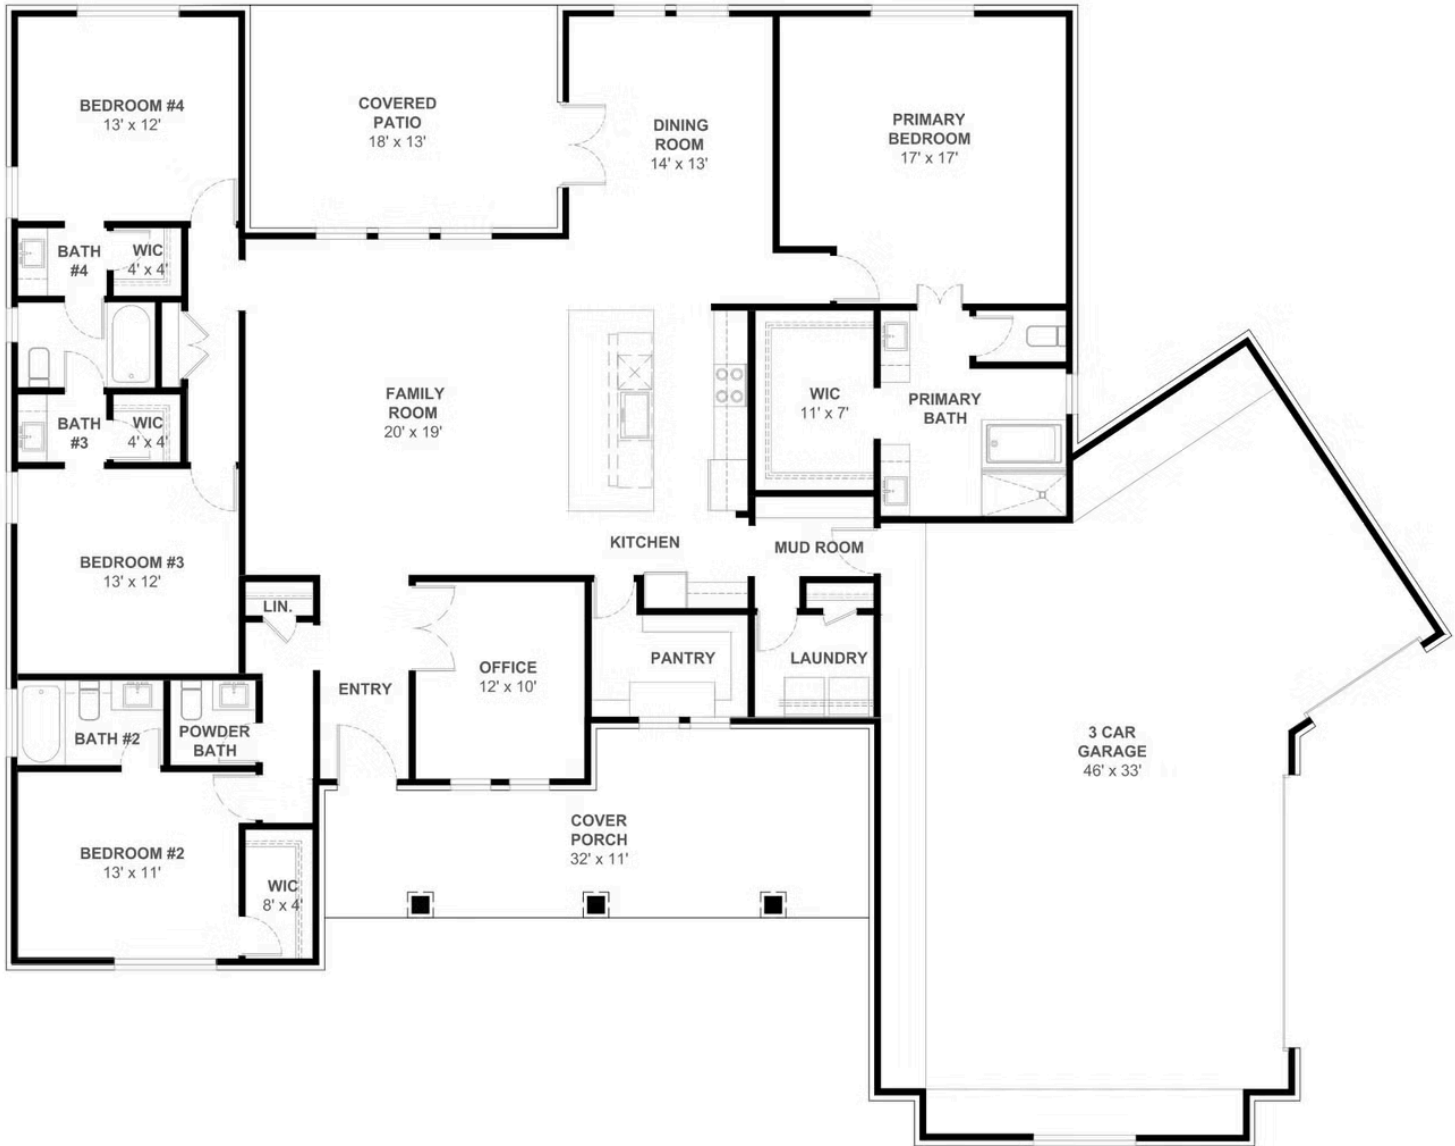 BEDROOM #4
13' x 12'
COVERED
PATIO
18' x 13'
DINING
ROOM
14' x 13'
PRIMARY
BEDROOM
17' x 17'
BATH
#4
WIC
4' x 4'
BATH
#3
WIC
4' x 4'
FAMILY
ROOM
20' x 19'
WIC
11' x 7'
PRIMARY
BATH
KITCHEN
MUD ROOM
BEDROOM #3
13' x 12'
LIN.
OFFICE
12' x 10'
PANTRY
LAUNDRY
ENTRY
BATH #2
POWDER
BATH
3 CAR
GARAGE
46' x 33'
COVER
PORCH
32' x 11'
BEDROOM #2
13' x 11'
WIC
8' x 4'